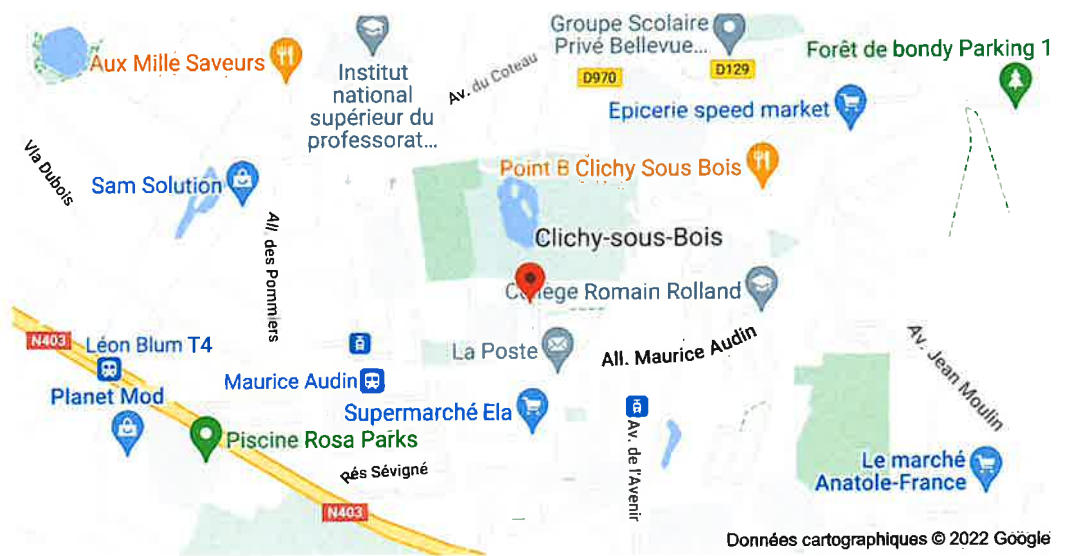 Groupe Scolaire
Privé Bellevue...
Forêt de bondy Parking 1
Aux Mille Saveurs
Institut
national
supérieur du
professorat...
Av. du Coteau
D970
D129
Epicerie speed market
Via Dubois
Sam Solution
Point B Clichy Sous Bois
All. des Pommiers
Clichy-sous-Bois
Collège Romain Rolland
N403
Léon Blum T4
La Poste
All. Maurice Audin
Av. Jean Moulin
Planet Mod
Maurice Audin
Supermarché Ela
Piscine Rosa Parks
Rés Sévigné
Av. de l'Avenir
Le marché
Anatole-France
N403
Données cartographiques © 2022 Google